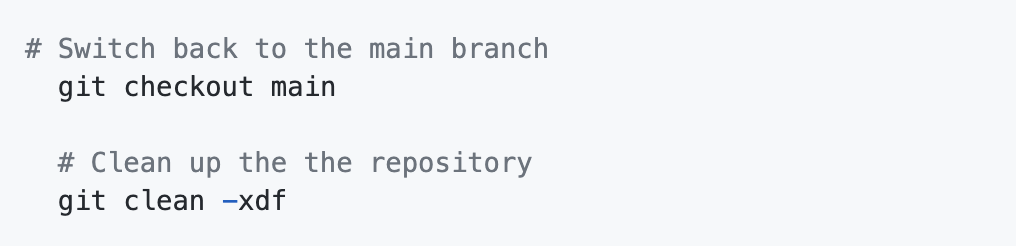 # Switch back to the main branch
git checkout main
# Clean up the the repository
git clean -xdf